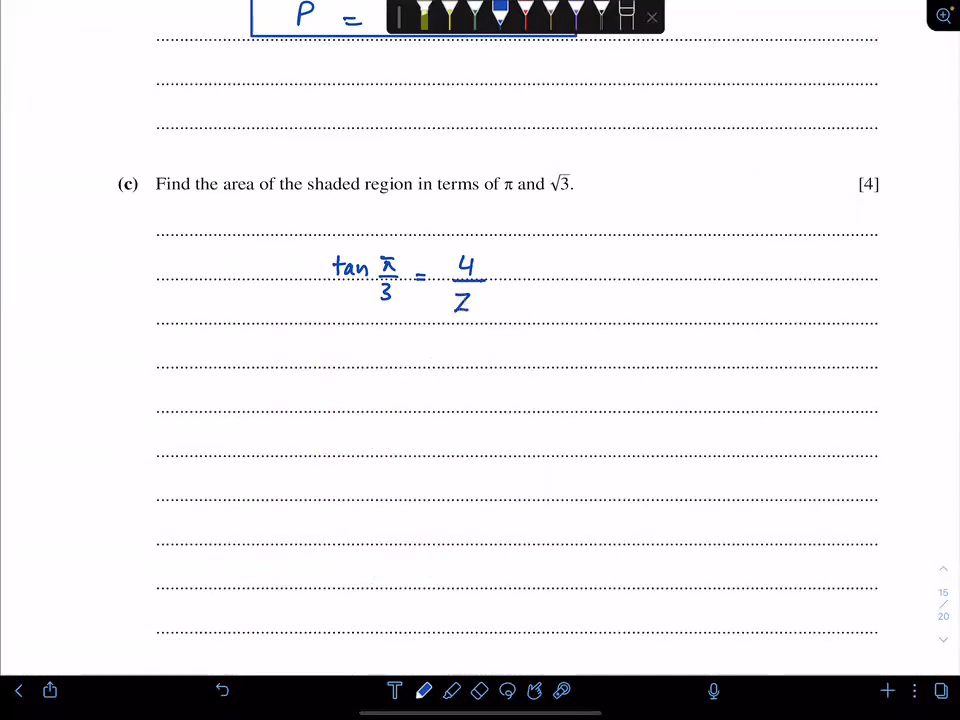 P =
(c) Find the area of the shaded region in terms of π and √3. [4]
tan π/3 = 4/Z
15
/
20
T